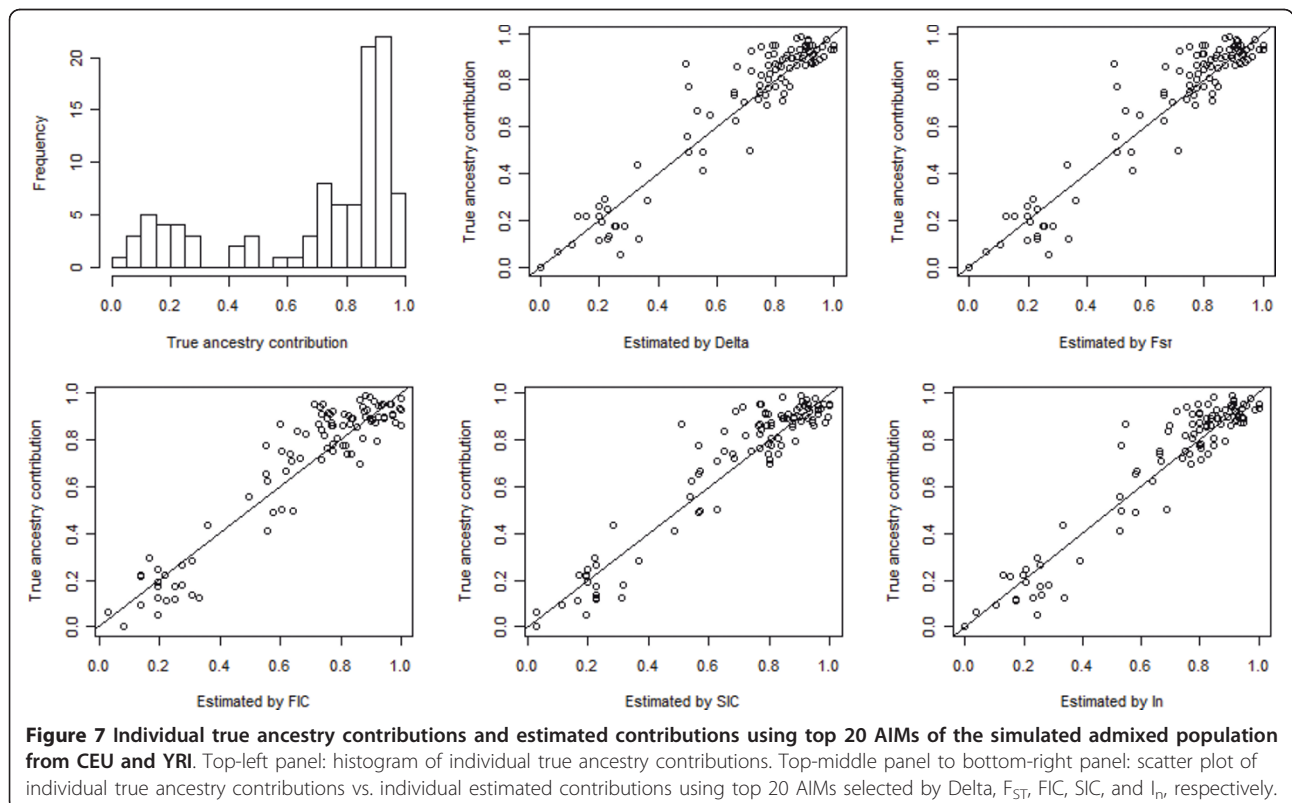 Frequency
0 5 10 15 20
0.0 0.2 0.4 0.6 0.8 1.0
True ancestry contribution
True ancestry contribution
0.0 0.2 0.4 0.6 0.8 1.0
0.0 0.2 0.4 0.6 0.8 1.0
Estimated by Delta
True ancestry contribution
0.0 0.2 0.4 0.6 0.8 1.0
0.0 0.2 0.4 0.6 0.8 1.0
Estimated by Fsr
True ancestry contribution
0.0 0.2 0.4 0.6 0.8 1.0
0.0 0.2 0.4 0.6 0.8 1.0
Estimated by FIC
True ancestry contribution
0.0 0.2 0.4 0.6 0.8 1.0
0.0 0.2 0.4 0.6 0.8 1.0
Estimated by SIC
True ancestry contribution
0.0 0.2 0.4 0.6 0.8 1.0
0.0 0.2 0.4 0.6 0.8 1.0
Estimated by In
Figure 7 Individual true ancestry contributions and estimated contributions using top 20 AIMs of the simulated admixed population
from CEU and YRI. Top-left panel: histogram of individual true ancestry contributions. Top-middle panel to bottom-right panel: scatter plot of
individual true ancestry contributions vs. individual estimated contributions using top 20 AIMs selected by Delta, FST, FIC, SIC, and In, respectively.